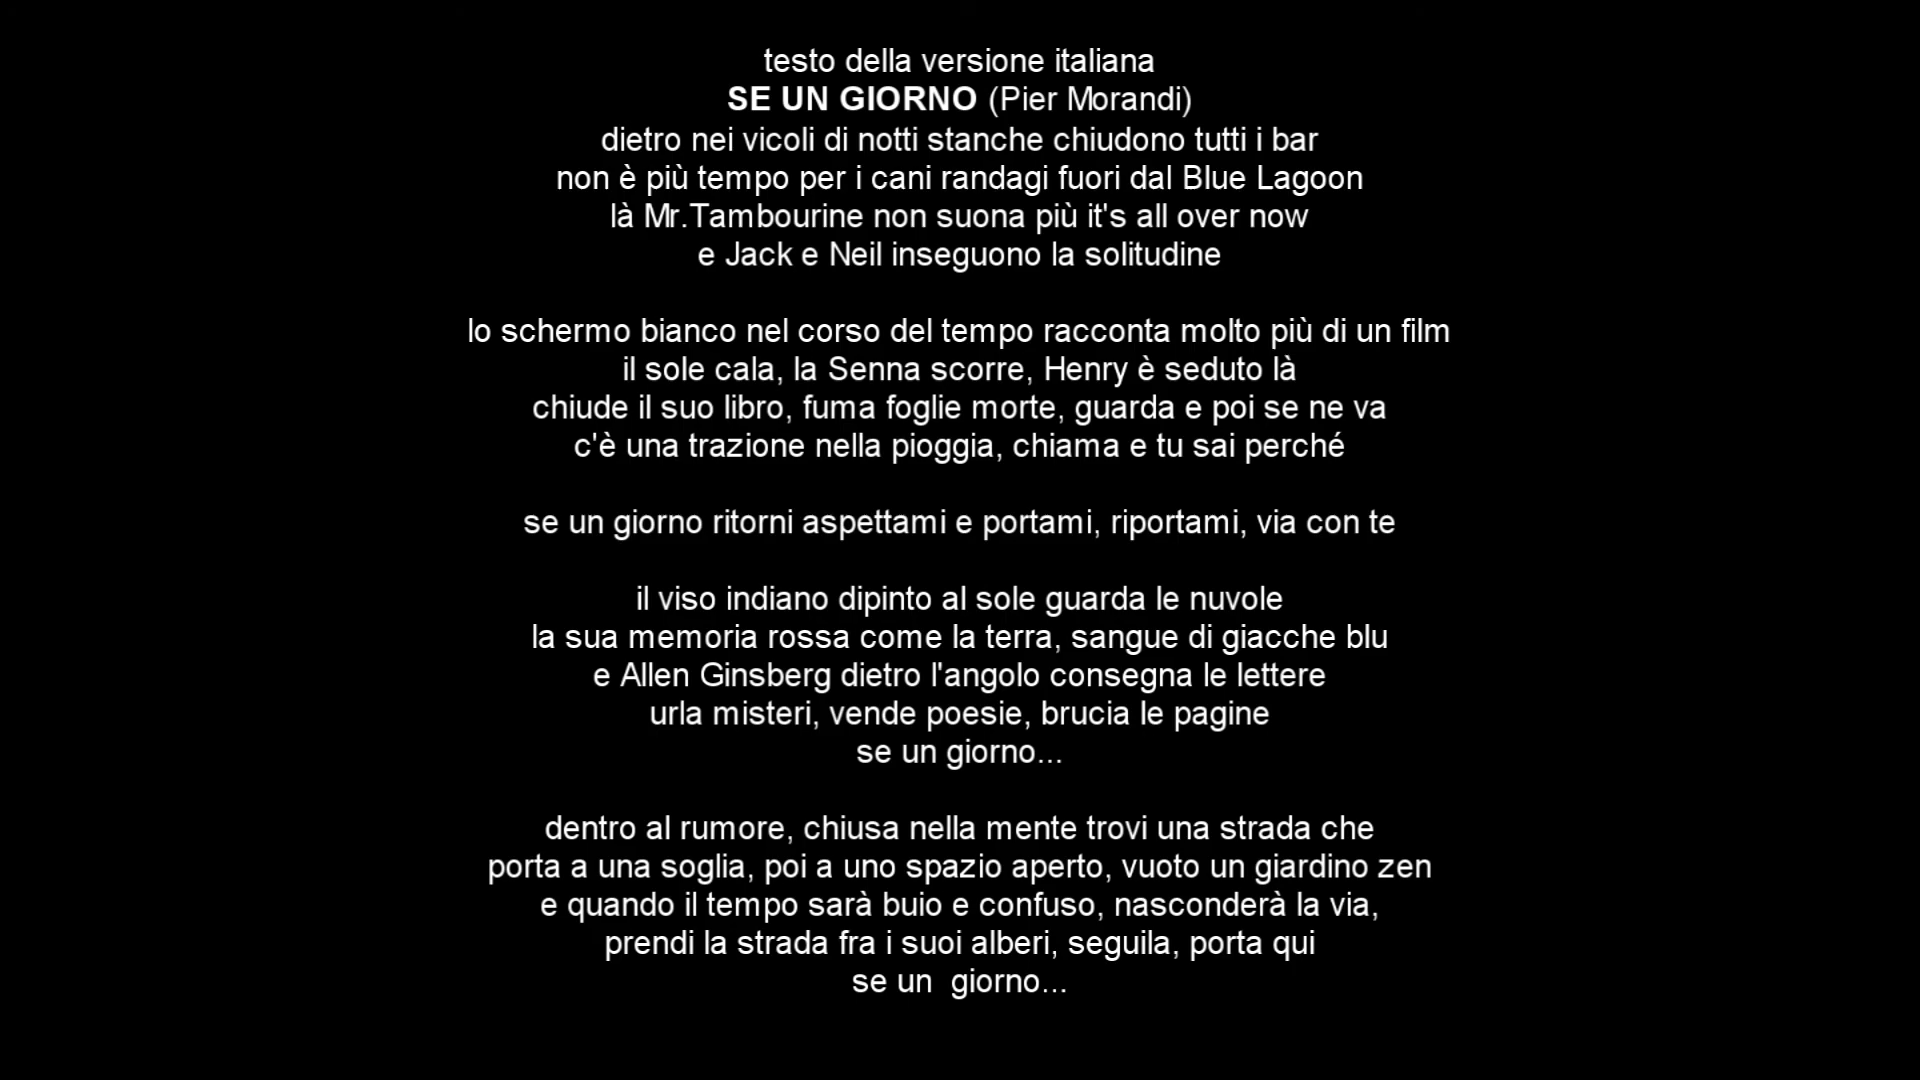 testo della versione italiana
SE UN GIORNO (Pier Morandi)
dietro nei vicoli di notti stanche chiudono tutti i bar
non è più tempo per i cani randagi fuori dal Blue Lagoon
là Mr.Tambourine non suona più it's all over now
e Jack e Neil inseguono la solitudine
lo schermo bianco nel corso del tempo racconta molto più di un film
il sole cala, la Senna scorre, Henry è seduto là
chiude il suo libro, fuma foglie morte, guarda e poi se ne va
c'è una trazione nella pioggia, chiama e tu sai perché
se un giorno ritorni aspettami e portami, riportami, via con te
il viso indiano dipinto al sole guarda le nuvole
la sua memoria rossa come la terra, sangue di giacche blu
e Allen Ginsberg dietro l'angolo consegna le lettere
urla misteri, vende poesie, brucia le pagine
se un giorno...
dentro al rumore, chiusa nella mente trovi una strada che
porta a una soglia, poi a uno spazio aperto, vuoto un giardino zen
e quando il tempo sarà buio e confuso, nasconderà la via,
prendi la strada fra i suoi alberi, seguila, porta qui
se un  giorno...